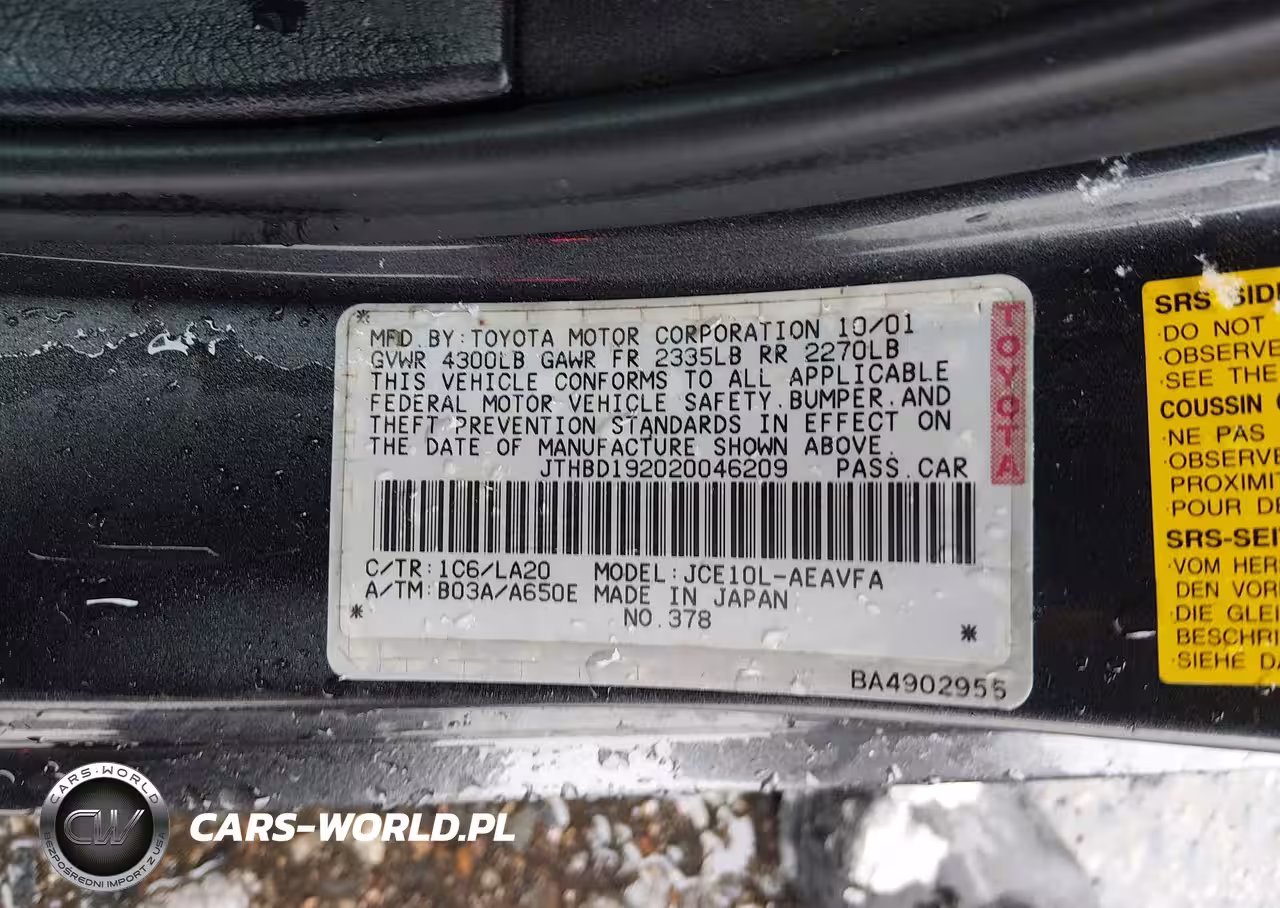 MFD. BY: TOYOTA MOTOR CORPORATION 10/01
GVWR 4300LB GAWR FR 2335LB RR 2270LB
THIS VEHICLE CONFORMS TO ALL APPLICABLE
FEDERAL MOTOR VEHICLE SAFETY, BUMPER, AND
THEFT PREVENTION STANDARDS IN EFFECT ON
THE DATE OF MANUFACTURE SHOWN ABOVE.
JTHBD192020046209 PASS. CAR
C/TR: 1C6/LA20 MODEL: JCE10L-AEAVFA
A/TM: B03A/A650E MADE IN JAPAN
* NO. 378 *
BA4902955
TOYOTA
SRS SIDE
·DO NOT
·OBSERVE
·SEE THE
COUSSIN
·NE PAS
·OBSERVE
PROXIMIT
·POUR DE
SRS-SEI
·VOM HER
DEN VOR
·DIE GLEI
BESCHRI
·SIEHE DA
CARS-WORLD
CW
BEZPOŚREDNI IMPORT Z USA
CARS-WORLD.PL